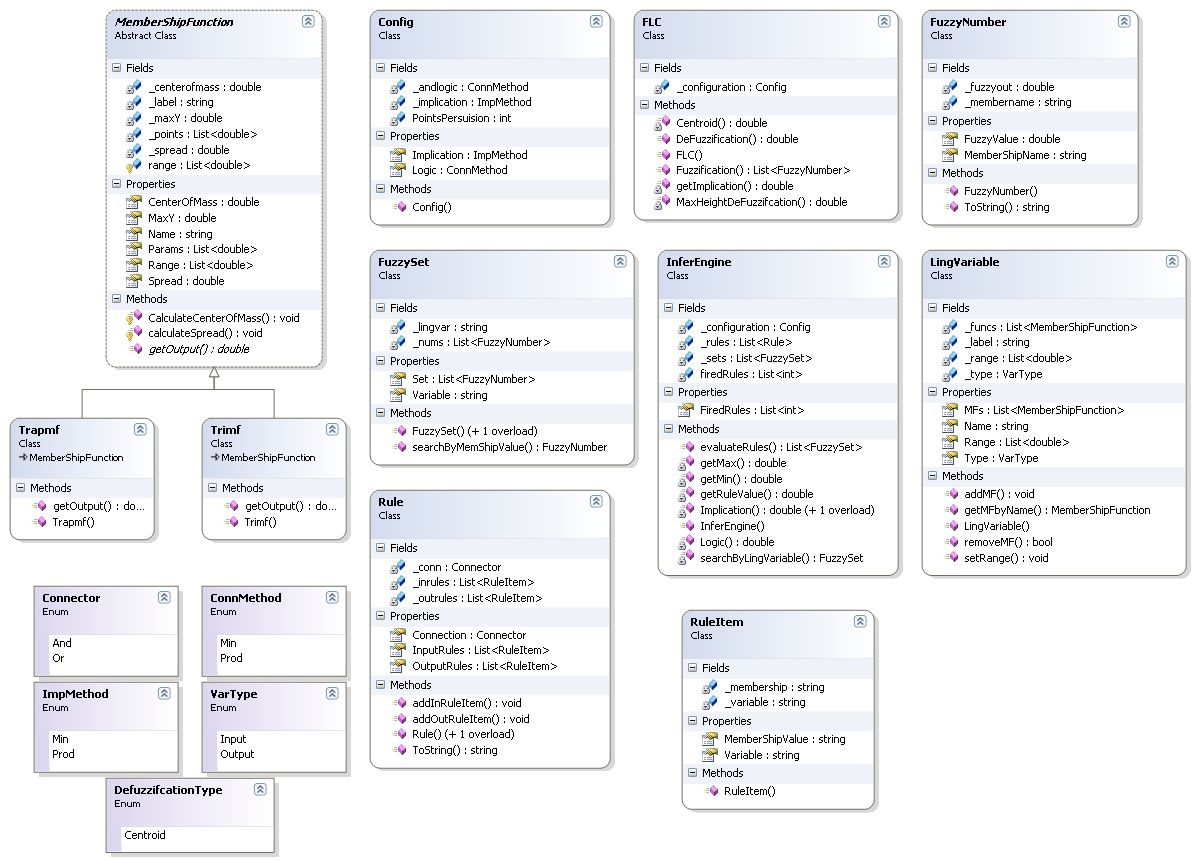 MemberShipFunction
Abstract Class
Fields
_centerofmass : double
_label : string
_maxY : double
_points : List<double>
_spread : double
range : List<double>
Properties
CenterOfMass : double
MaxY : double
Name : string
Params : List<double>
Range : List<double>
Spread : double
Methods
CalculateCenterOfMass() : void
calculateSpread() : void
getOutput() : double
Trapmf
Class
MemberShipFunction
Methods
getOutput() : do...
Trapmf()
Trimf
Class
MemberShipFunction
Methods
getOutput() : do...
Trimf()
Connector
Enum
And
Or
ConnMethod
Enum
Min
Prod
ImpMethod
Enum
Min
Prod
VarType
Enum
Input
Output
DefuzzifcationType
Enum
Centroid
Config
Class
Fields
_andlogic : ConnMethod
_implication : ImpMethod
PointsPersuision : int
Properties
Implication : ImpMethod
Logic : ConnMethod
Methods
Config()
FLC
Class
Fields
_configuration : Config
Methods
Centroid() : double
DeFuzzification() : double
FLC()
Fuzzification() : List<FuzzyNumber>
getImplication() : double
MaxHeightDeFuzzifcation() : double
FuzzyNumber
Class
Fields
_fuzzyout : double
_membername : string
Properties
FuzzyValue : double
MemberShipName : string
Methods
FuzzyNumber()
ToString() : string
FuzzySet
Class
Fields
_lingvar : string
_nums : List<FuzzyNumber>
Properties
Set : List<FuzzyNumber>
Variable : string
Methods
FuzzySet() (+ 1 overload)
searchByMemShipValue() : FuzzyNumber
InferEngine
Class
Fields
_configuration : Config
_rules : List<Rule>
_sets : List<FuzzySet>
firedRules : List<int>
Properties
FiredRules : List<int>
Methods
evaluateRules() : List<FuzzySet>
getMax() : double
getMin() : double
getRuleValue() : double
Implication() : double (+ 1 overload)
InferEngine()
Logic() : double
searchByLingVariable() : FuzzySet
LingVariable
Class
Fields
_funcs : List<MemberShipFunction>
_label : string
_range : List<double>
_type : VarType
Properties
MFs : List<MemberShipFunction>
Name : string
Range : List<double>
Type : VarType
Methods
addMF() : void
getMFbyName() : MemberShipFunction
LingVariable()
removeMF() : bool
setRange() : void
Rule
Class
Fields
_conn : Connector
_inrules : List<RuleItem>
_outrules : List<RuleItem>
Properties
Connection : Connector
InputRules : List<RuleItem>
OutputRules : List<RuleItem>
Methods
addInRuleItem() : void
addOutRuleItem() : void
Rule() (+ 1 overload)
ToString() : string
RuleItem
Class
Fields
_membership : string
_variable : string
Properties
MemberShipValue : string
Variable : string
Methods
RuleItem()